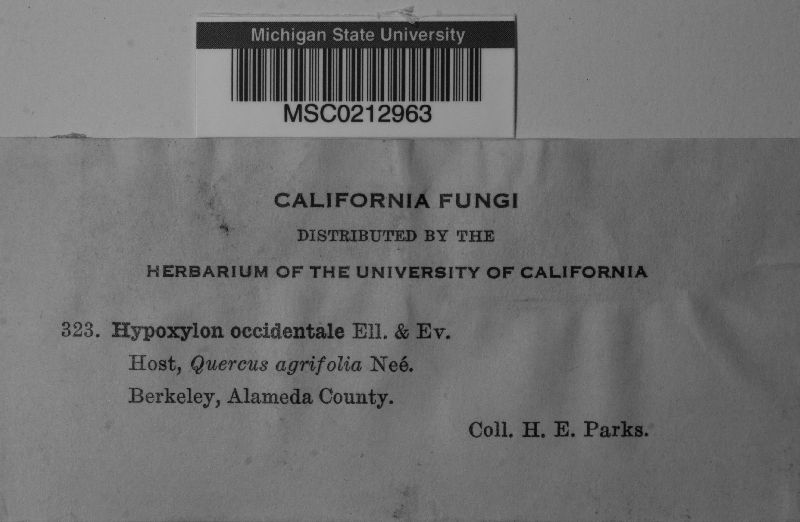 Michigan State University
MSC0212963
CALIFORNIA FUNGI
DISTRIBUTED BY THE
HERBARIUM OF THE UNIVERSITY OF CALIFORNIA
323. Hypoxylon occidentale Ell. & Ev.
Host, Quercus agrifolia Neé.
Berkeley, Alameda County.
Coll. H. E. Parks.